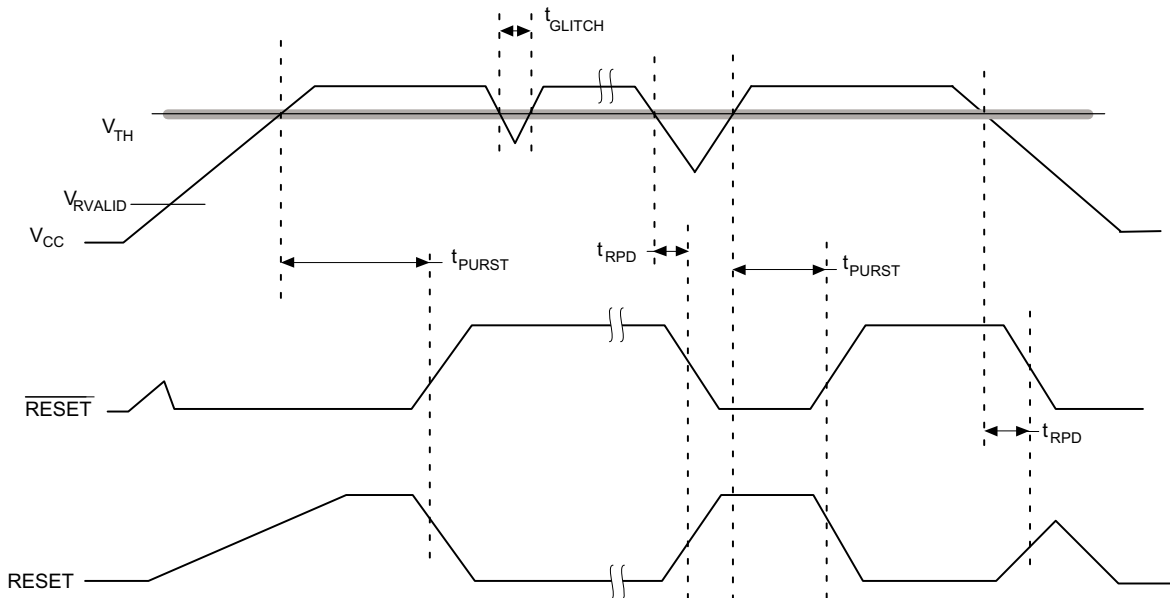 tGLITCH
VTH
VRVALID
VCC
tPURST
tRPD
tPURST
RESET
tRPD
RESET